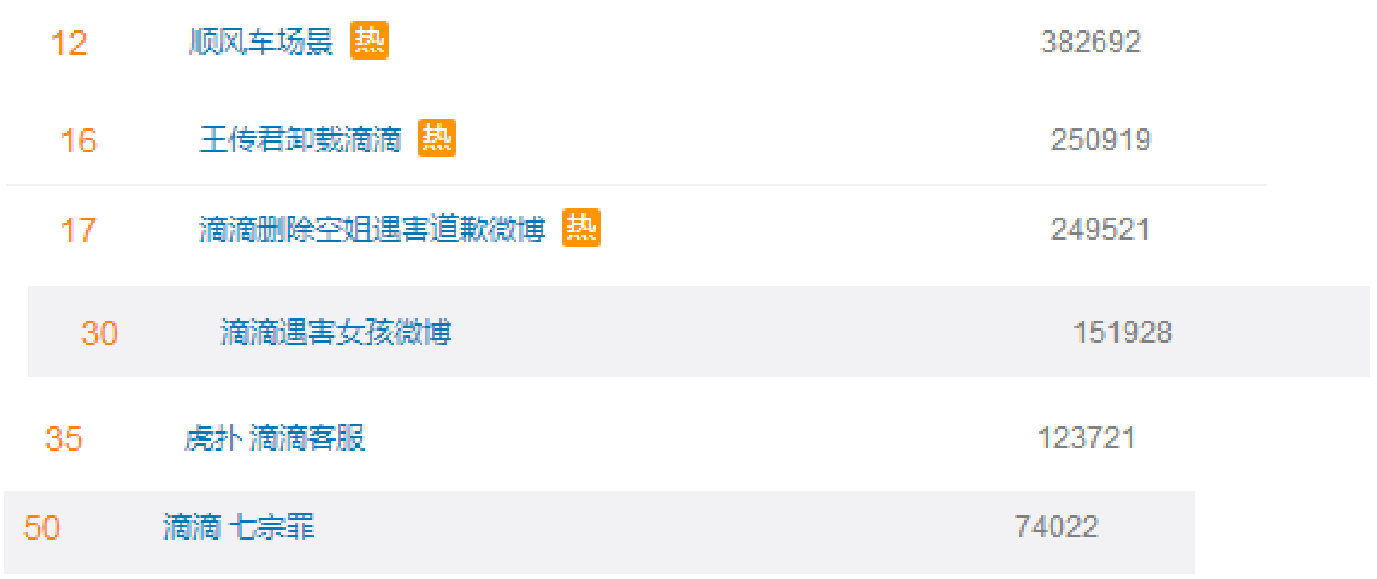 12 顺风车场景 热 382692
16 王传君卸载滴滴 热 250919
17 滴滴删除空姐遇害道歉微博 热 249521
30 滴滴遇害女孩微博 151928
35 虎扑 滴滴客服 123721
50 滴滴 七宗罪 74022